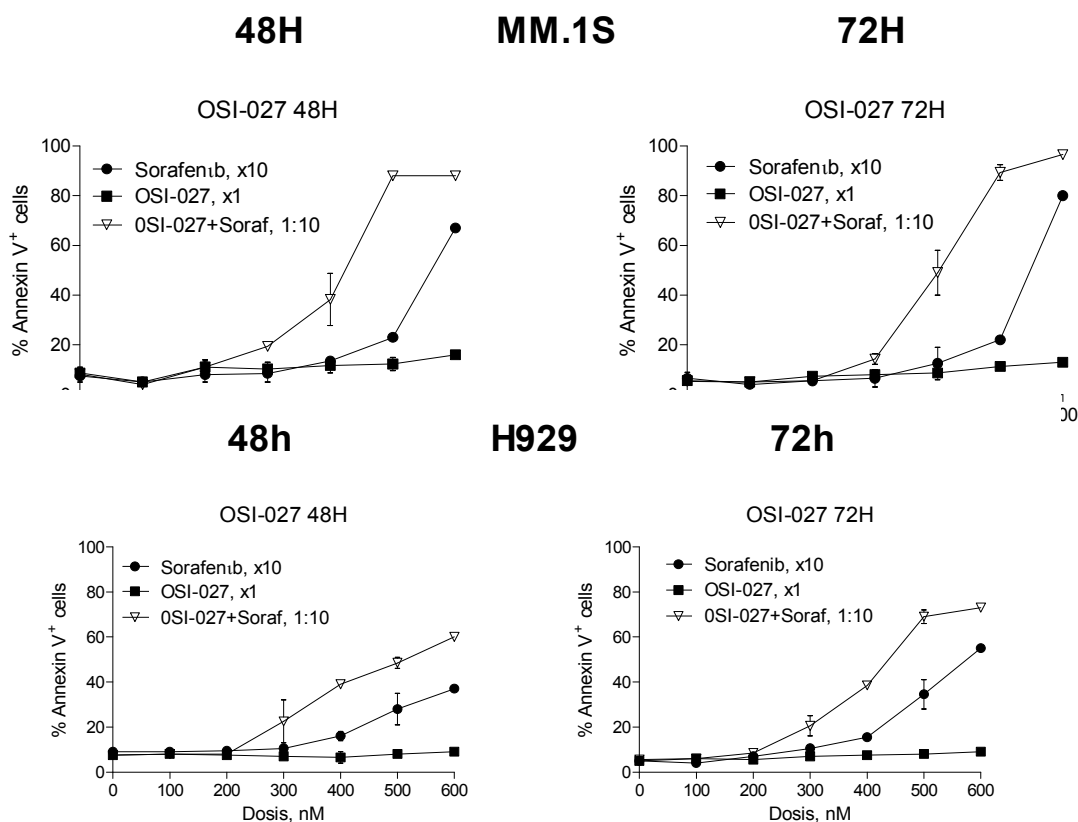 48H MM.1S 72H
OSI-027 48H
100
80
60
40
20
% Annexin V+ cells
Sorafenιb, x10
OSI-027, x1
0SI-027+Soraf, 1:10
OSI-027 72H
100
80
60
40
20
% Annexin V+ cells
Sorafenιb, x10
OSI-027, x1
0SI-027+Soraf, 1:10
00
48h H929 72h
OSI-027 48H
100
80
60
40
20
0
% Annexin V+ cells
Sorafenιb, x10
OSI-027, x1
0SI-027+Soraf, 1:10
0 100 200 300 400 500 600
Dosis, nM
OSI-027 72H
100
80
60
40
20
0
% Annexin V+ cells
Sorafenib, x10
OSI-027, x1
0SI-027+Soraf, 1:10
0 100 200 300 400 500 600
Dosis, nM